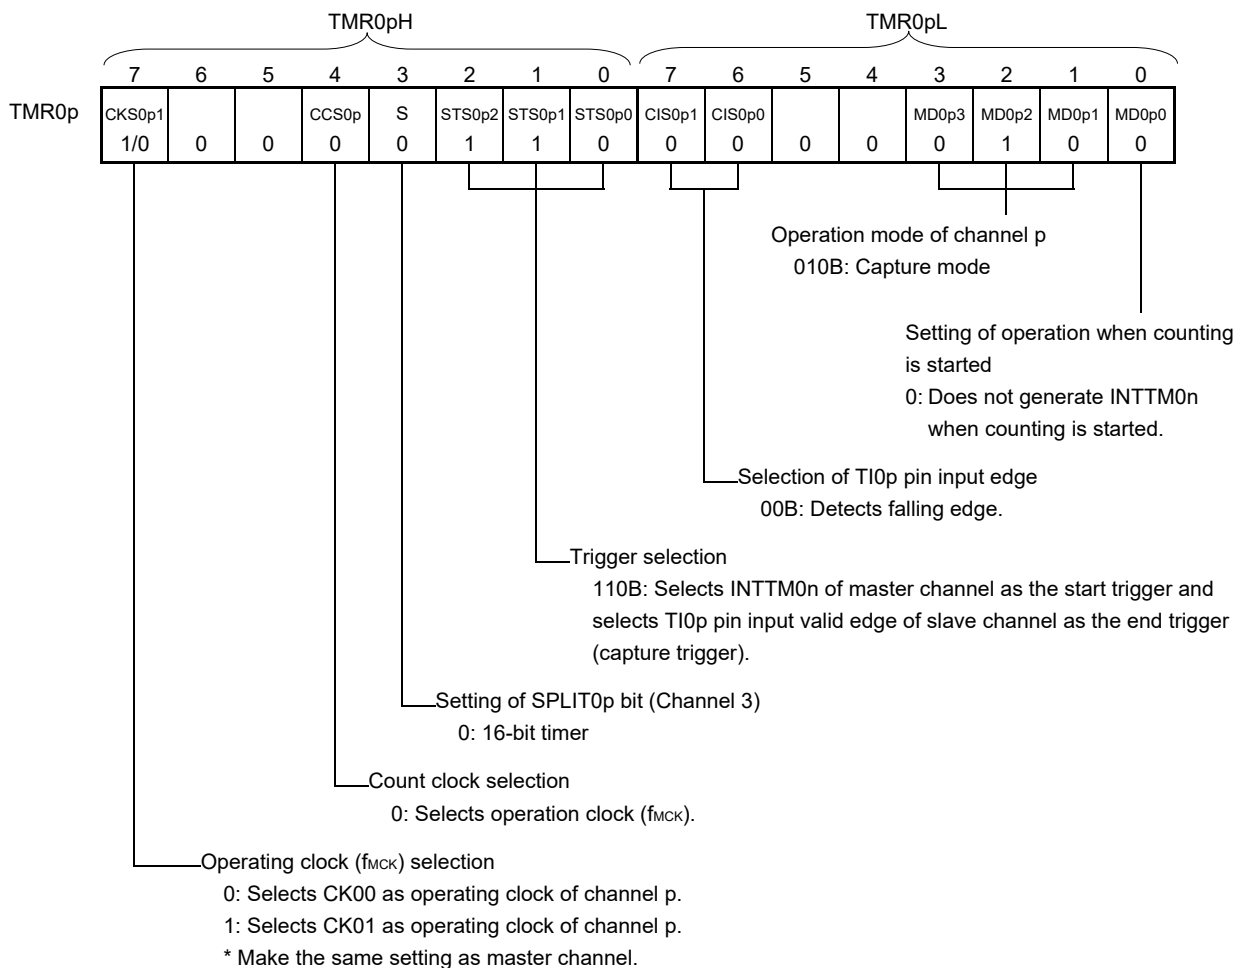 TMR0pH TMR0pL
7 6 5 4 3 2 1 0 7 6 5 4 3 2 1 0
TMR0p CKS0p1 CCS0p S STS0p2 STS0p1 STS0p0 CIS0p1 CIS0p0 MD0p3 MD0p2 MD0p1 MD0p0
1/0 0 0 0 0 1 1 0 0 0 0 0 0 1 0 0
Operation mode of channel p
010B: Capture mode
Setting of operation when counting
is started
0: Does not generate INTTM0n
when counting is started.
Selection of TI0p pin input edge
00B: Detects falling edge.
Trigger selection
110B: Selects INTTM0n of master channel as the start trigger and
selects TI0p pin input valid edge of slave channel as the end trigger
(capture trigger).
Setting of SPLIT0p bit (Channel 3)
0: 16-bit timer
Count clock selection
0: Selects operation clock (fMCK).
Operating clock (fMCK) selection
0: Selects CK00 as operating clock of channel p.
1: Selects CK01 as operating clock of channel p.
* Make the same setting as master channel.